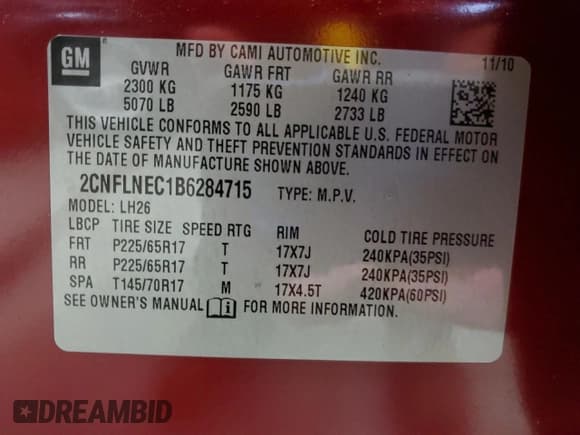 GM
MFD BY CAMI AUTOMOTIVE INC. 11/10
GVWR GAWR FRT GAWR RR
2300 KG 1175 KG 1240 KG
5070 LB 2590 LB 2733 LB
THIS VEHICLE CONFORMS TO ALL APPLICABLE U.S. FEDERAL MOTOR
VEHICLE SAFETY AND THEFT PREVENTION STANDARDS IN EFFECT ON
THE DATE OF MANUFACTURE SHOWN ABOVE.
2CNFLNEC1B6284715 TYPE: M.P.V.
MODEL: LH26
LBCP TIRE SIZE SPEED RTG RIM COLD TIRE PRESSURE
FRT P225/65R17 T 17X7J 240KPA(35PSI)
RR P225/65R17 T 17X7J 240KPA(35PSI)
SPA T145/70R17 M 17X4.5T 420KPA(60PSI)
SEE OWNER'S MANUAL FOR MORE INFORMATION.
DREAMBID